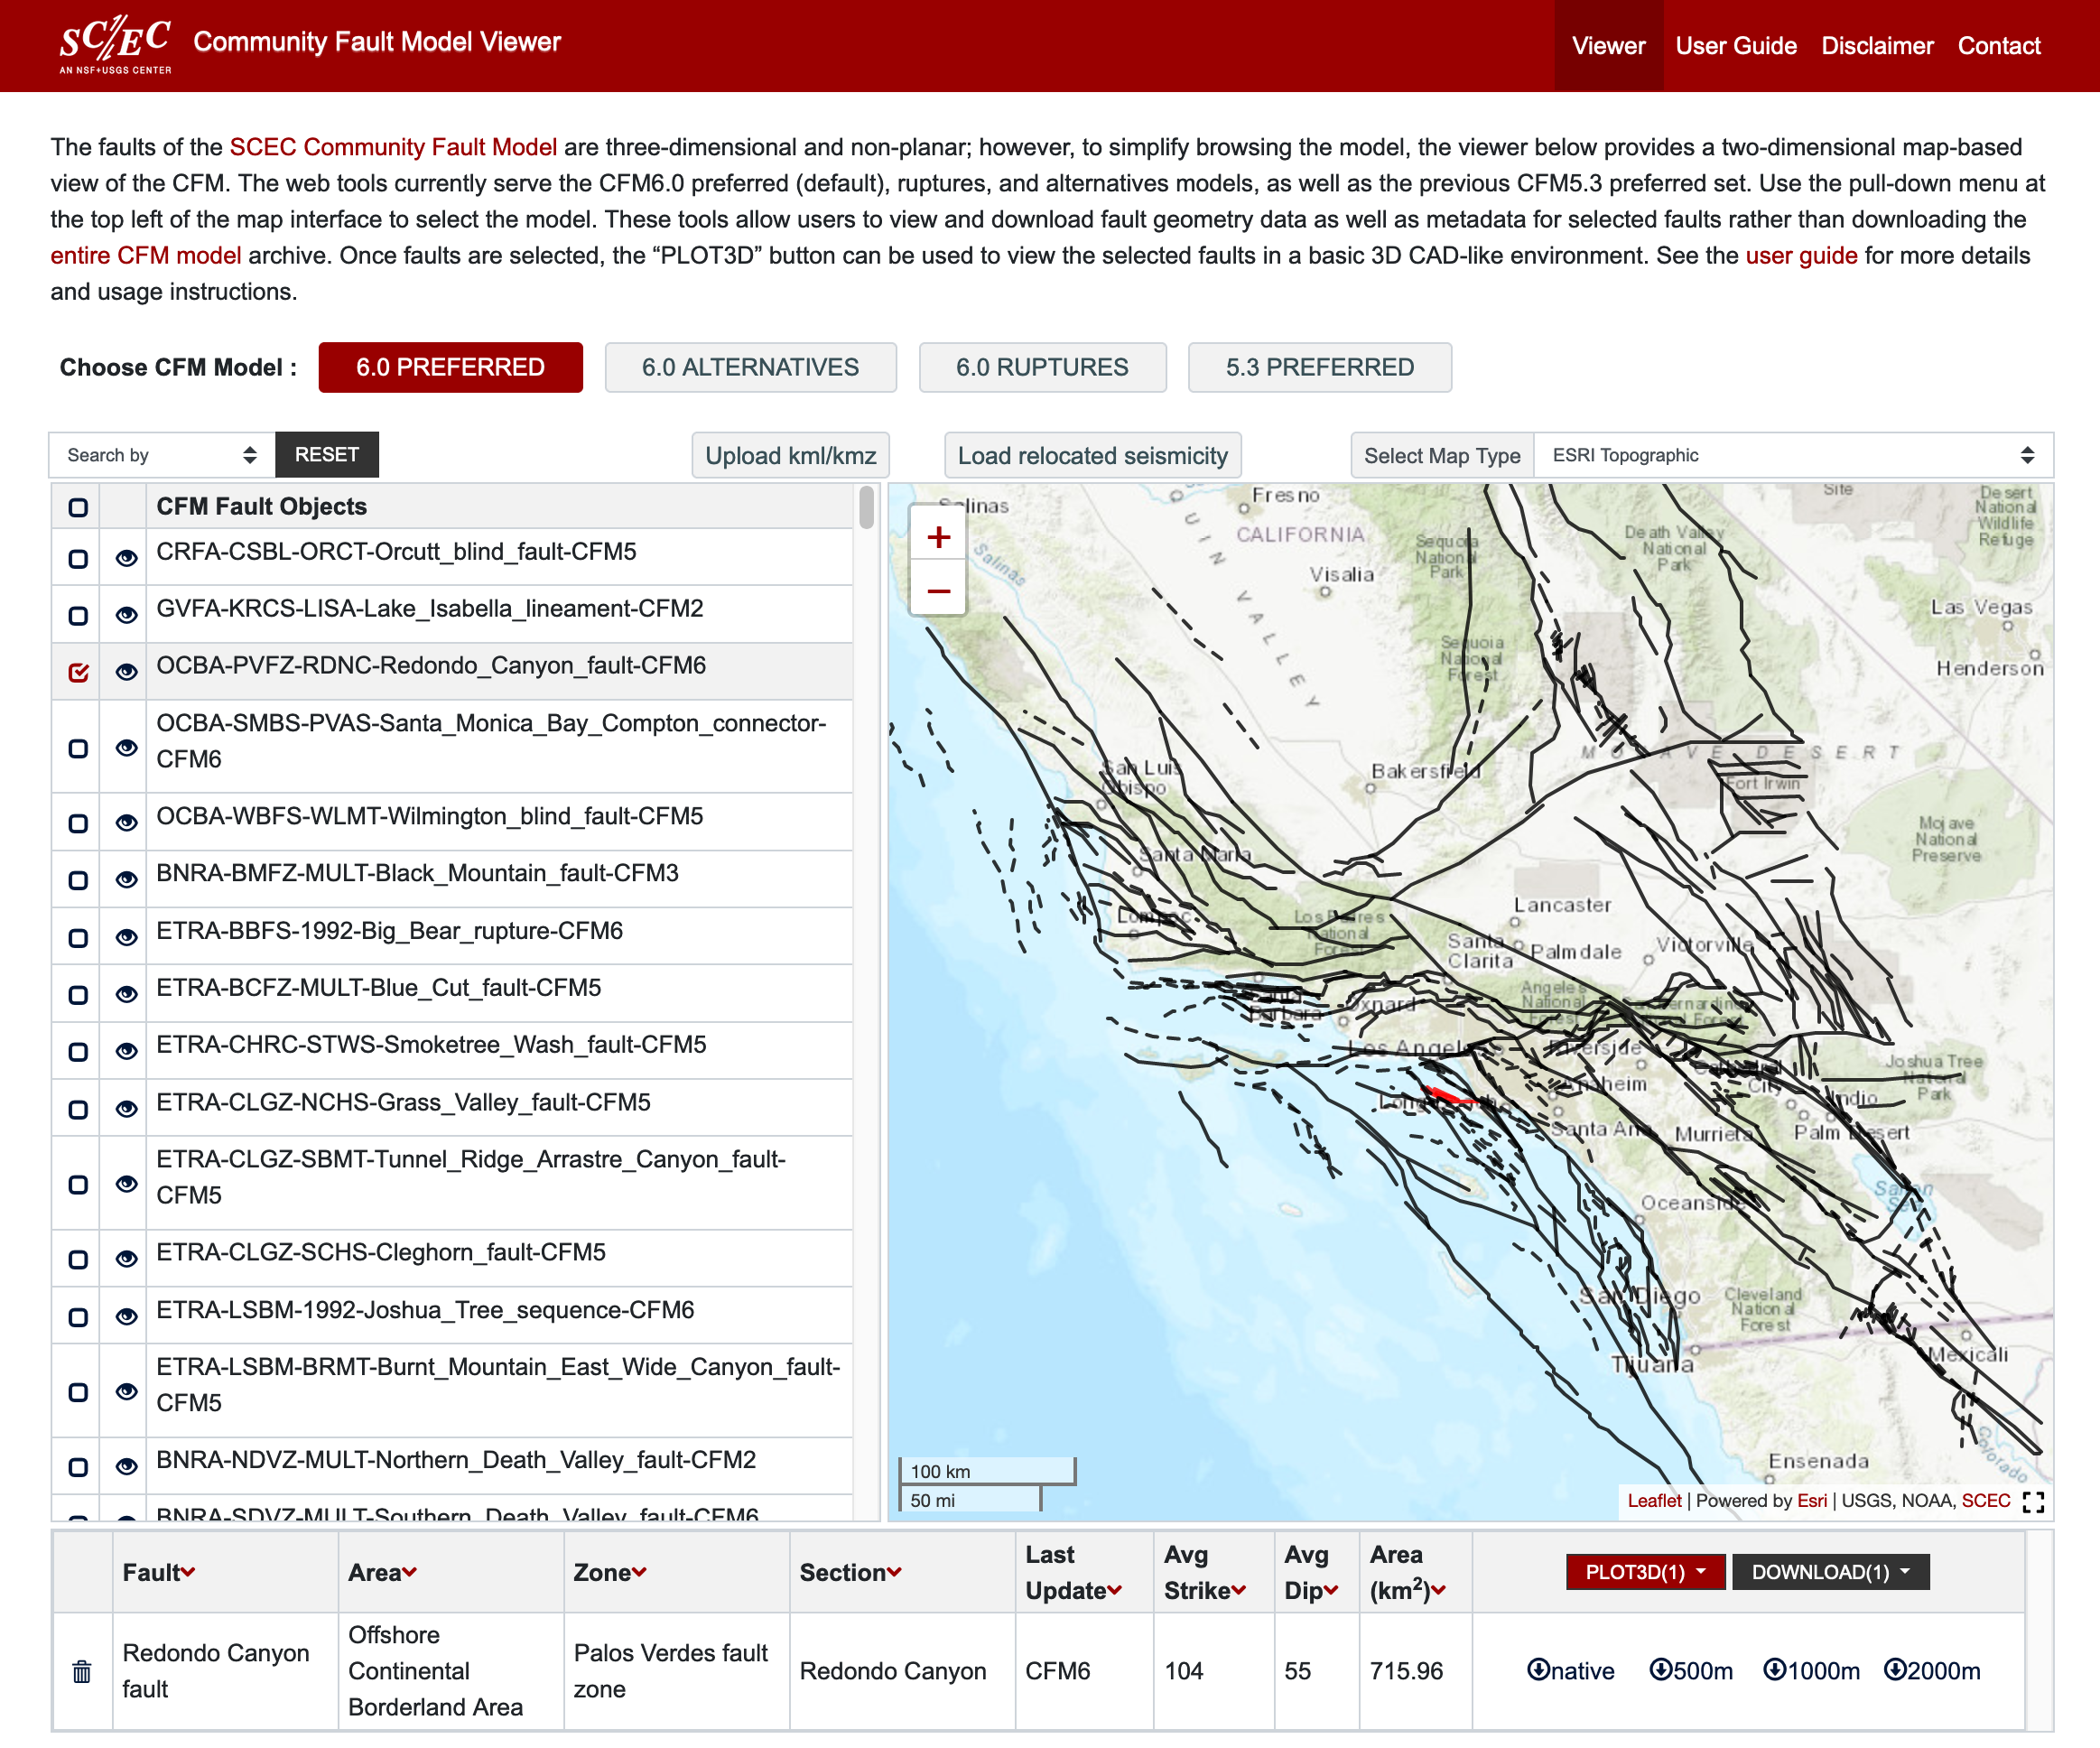 SC/EC
AN NSF+USGS CENTER
Community Fault Model Viewer
Viewer
User Guide
Disclaimer
Contact
The faults of the SCEC Community Fault Model are three-dimensional and non-planar; however, to simplify browsing the model, the viewer below provides a two-dimensional map-based
view of the CFM. The web tools currently serve the CFM6.0 preferred (default), ruptures, and alternatives models, as well as the previous CFM5.3 preferred set. Use the pull-down menu at
the top left of the map interface to select the model. These tools allow users to view and download fault geometry data as well as metadata for selected faults rather than downloading the
entire CFM model archive. Once faults are selected, the “PLOT3D” button can be used to view the selected faults in a basic 3D CAD-like environment. See the user guide for more details
and usage instructions.
Choose CFM Model :
6.0 PREFERRED
6.0 ALTERNATIVES
6.0 RUPTURES
5.3 PREFERRED
Search by
RESET
Upload kml/kmz
Load relocated seismicity
Select Map Type
ESRI Topographic
CFM Fault Objects
CRFA-CSBL-ORCT-Orcutt_blind_fault-CFM5
GVFA-KRCS-LISA-Lake_Isabella_lineament-CFM2
OCBA-PVFZ-RDNC-Redondo_Canyon_fault-CFM6
OCBA-SMBS-PVAS-Santa_Monica_Bay_Compton_connector-
CFM6
OCBA-WBFS-WLMT-Wilmington_blind_fault-CFM5
BNRA-BMFZ-MULT-Black_Mountain_fault-CFM3
ETRA-BBFS-1992-Big_Bear_rupture-CFM6
ETRA-BCFZ-MULT-Blue_Cut_fault-CFM5
ETRA-CHRC-STWS-Smoketree_Wash_fault-CFM5
ETRA-CLGZ-NCHS-Grass_Valley_fault-CFM5
ETRA-CLGZ-SBMT-Tunnel_Ridge_Arrastre_Canyon_fault-
CFM5
ETRA-CLGZ-SCHS-Cleghorn_fault-CFM5
ETRA-LSBM-1992-Joshua_Tree_sequence-CFM6
ETRA-LSBM-BRMT-Burnt_Mountain_East_Wide_Canyon_fault-
CFM5
BNRA-NDVZ-MULT-Northern_Death_Valley_fault-CFM2
BNRA-SDVZ-MULT-Southern_Death_Valley_fault-CFM6
+
−
Salinas
Fresno
Site
Desert
National
Wildlife
Refuge
CALIFORNIA
Sequoia
National
Park
Death Valley
National
Park
Salinas
Visalia
VALLEY
Las Vegas
Sequoia
National
Forest
Henderson
MOJAVE DESERT
San Luis
Obispo
Bakersfield
Fort Irwin
Mojave
National
Preserve
Santa Maria
Lancaster
Lompoc
Los Padres
National
Forest
Santa
Clarita
Palmdale
Victorville
Angeles
National
Forest
San Bernardino
Santa
Barbara
Oxnard
Los Angeles
Riverside
Joshua Tree
National
Park
Cathedral
City
Anaheim
Indio
Long Beach
Santa Ana
Murrieta
Palm Desert
Salton
Sea
Oceanside
San Diego
Cleveland
National
Forest
Tijuana
Mexicali
Colorado
Ensenada
100 km
50 mi
Leaflet | Powered by Esri | USGS, NOAA, SCEC
Fault
Area
Zone
Section
Last
Update
Avg
Strike
Avg
Dip
Area
(km²)
PLOT3D(1)
DOWNLOAD(1)
Redondo Canyon
fault
Offshore
Continental
Borderland Area
Palos Verdes fault
zone
Redondo Canyon
CFM6
104
55
715.96
native
500m
1000m
2000m